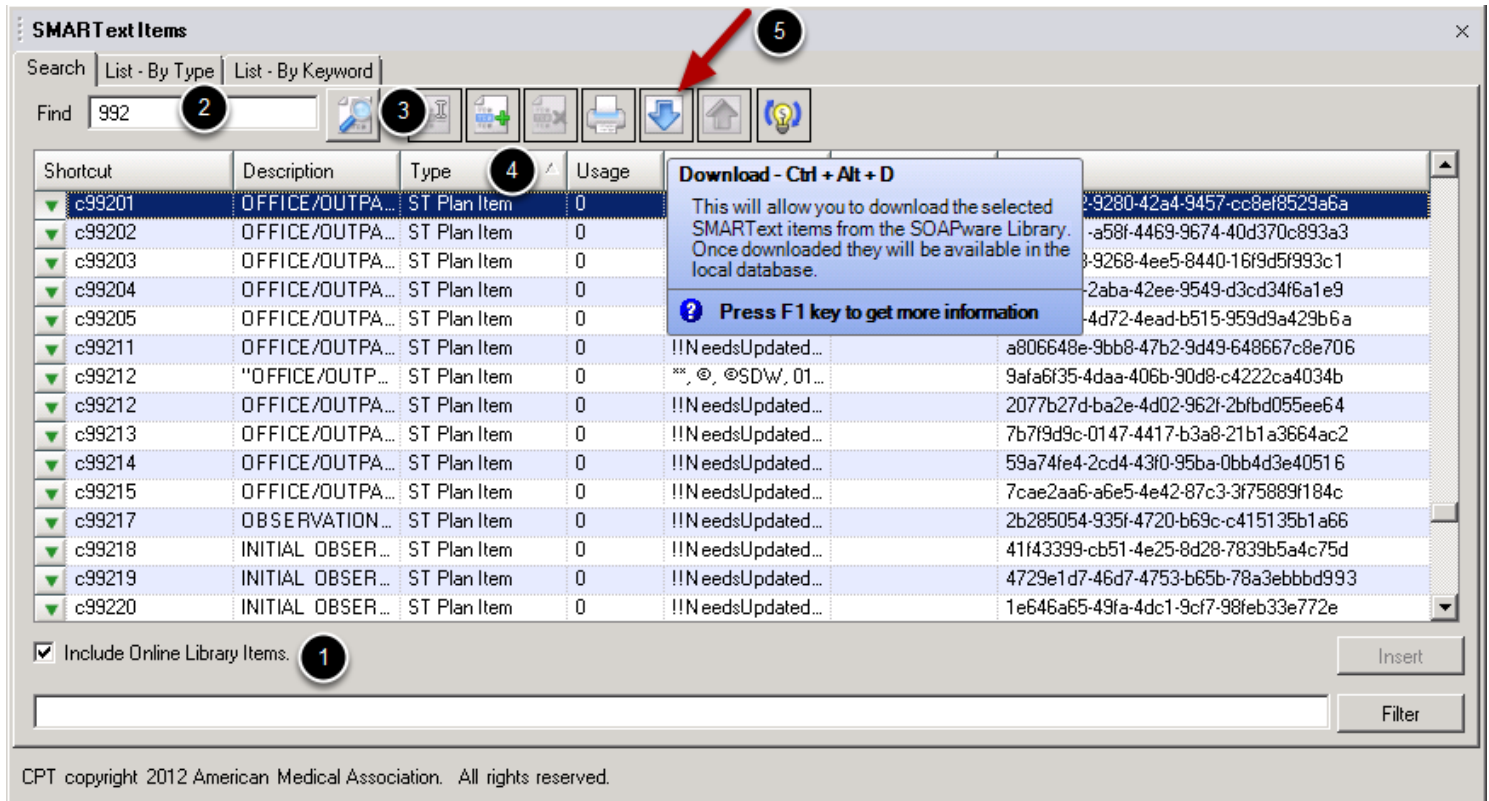 SMARText Items
5
Search List - By Type List - By Keyword
Find 992 2 3
Shortcut Description Type 4 Usage
Download - Ctrl + Alt + D
This will allow you to download the selected
SMARText items from the SOAPware Library.
Once downloaded they will be available in the
local database.
Press F1 key to get more information
c99201 OFFICE/OUTPA... ST Plan Item 0 -9280-42a4-9457-cc8ef8529a6a
c99202 OFFICE/OUTPA... ST Plan Item 0 -a58f-4469-9674-40d370c893a3
c99203 OFFICE/OUTPA... ST Plan Item 0 -9268-4ee5-8440-16f9d5f993c1
c99204 OFFICE/OUTPA... ST Plan Item 0 -2aba-42ee-9549-d3cd34f6a1e9
c99205 OFFICE/OUTPA... ST Plan Item 0 -4d72-4ead-b515-959d9a429b6a
c99211 OFFICE/OUTPA... ST Plan Item 0 !!NeedsUpdated... a806648e-9bb8-47b2-9d49-648667c8e706
c99212 "OFFICE/OUTP... ST Plan Item 0 **, ©, ©SDW, 01... 9afa6f35-4daa-406b-90d8-c4222ca4034b
c99212 OFFICE/OUTPA... ST Plan Item 0 !!NeedsUpdated... 2077b27d-ba2e-4d02-962f-2bfbd055ee64
c99213 OFFICE/OUTPA... ST Plan Item 0 !!NeedsUpdated... 7b7f9d9c-0147-4417-b3a8-21b1a3664ac2
c99214 OFFICE/OUTPA... ST Plan Item 0 !!NeedsUpdated... 59a74fe4-2cd4-43f0-95ba-0bb4d3e40516
c99215 OFFICE/OUTPA... ST Plan Item 0 !!NeedsUpdated... 7cae2aa6-a6e5-4e42-87c3-3f75889f184c
c99217 OBSERVATION... ST Plan Item 0 !!NeedsUpdated... 2b285054-935f-4720-b69c-c415135b1a66
c99218 INITIAL OBSER... ST Plan Item 0 !!NeedsUpdated... 41f43399-cb51-4e25-8d28-7839b5a4c75d
c99219 INITIAL OBSER... ST Plan Item 0 !!NeedsUpdated... 4729e1d7-46d7-4753-b65b-78a3ebbbd993
c99220 INITIAL OBSER... ST Plan Item 0 !!NeedsUpdated... 1e646a65-49fa-4dc1-9cf7-98feb33e772e
Include Online Library Items. 1 Insert
Filter
CPT copyright 2012 American Medical Association. All rights reserved.